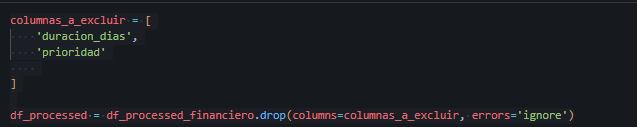 columnas_a_excluir = [
    'duracion_dias',
    'prioridad'
]
df_processed = df_processed_financiero.drop(columns=columnas_a_excluir, errors='ignore')